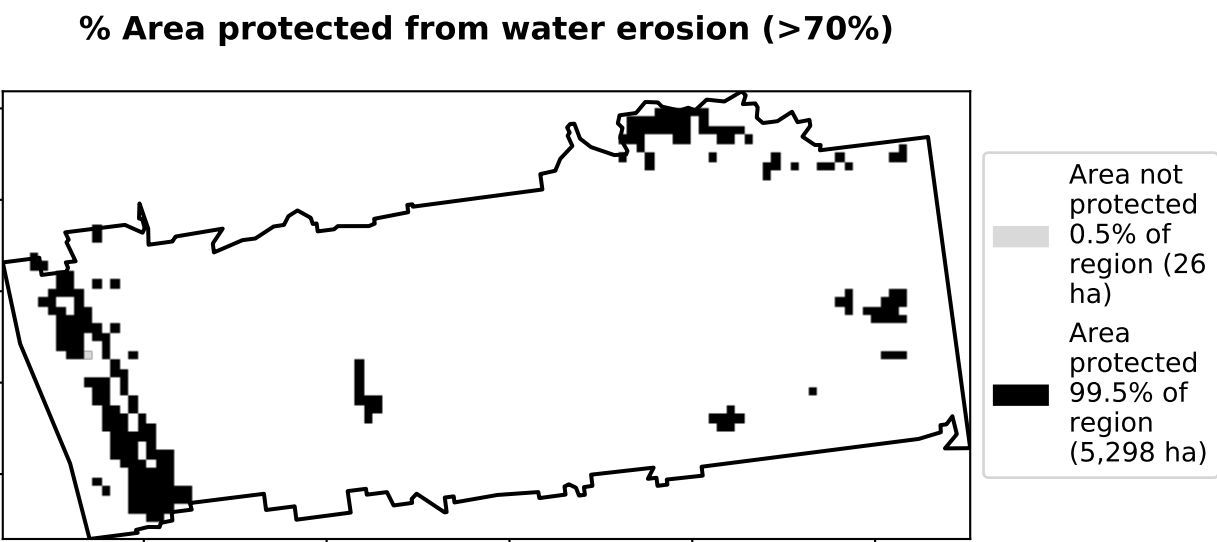 % Area protected from water erosion (>70%)
Area not
protected
0.5% of
region (26
ha)
Area
protected
99.5% of
region
(5,298 ha)